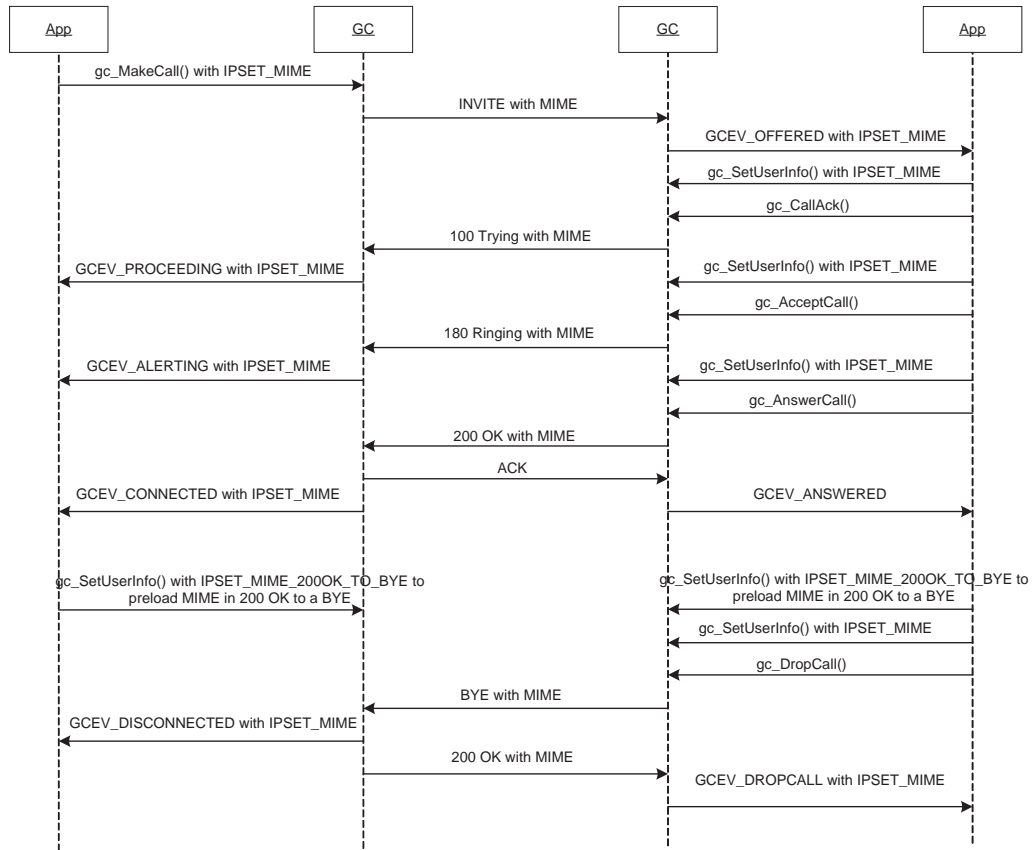 App
GC
GC
App
gc_MakeCall() with IPSET_MIME
INVITE with MIME
GCEV_OFFERED with IPSET_MIME
gc_SetUserInfo() with IPSET_MIME
gc_CallAck()
100 Trying with MIME
GCEV_PROCEEDING with IPSET_MIME
gc_SetUserInfo() with IPSET_MIME
gc_AcceptCall()
180 Ringing with MIME
GCEV_ALERTING with IPSET_MIME
gc_SetUserInfo() with IPSET_MIME
gc_AnswerCall()
200 OK with MIME
ACK
GCEV_CONNECTED with IPSET_MIME
GCEV_ANSWERED
gc_SetUserInfo() with IPSET_MIME_200OK_TO_BYE to
preload MIME in 200 OK to a BYE
gc_SetUserInfo() with IPSET_MIME_200OK_TO_BYE to
preload MIME in 200 OK to a BYE
gc_SetUserInfo() with IPSET_MIME
gc_DropCall()
BYE with MIME
GCEV_DISCONNECTED with IPSET_MIME
200 OK with MIME
GCEV_DROPCALL with IPSET_MIME